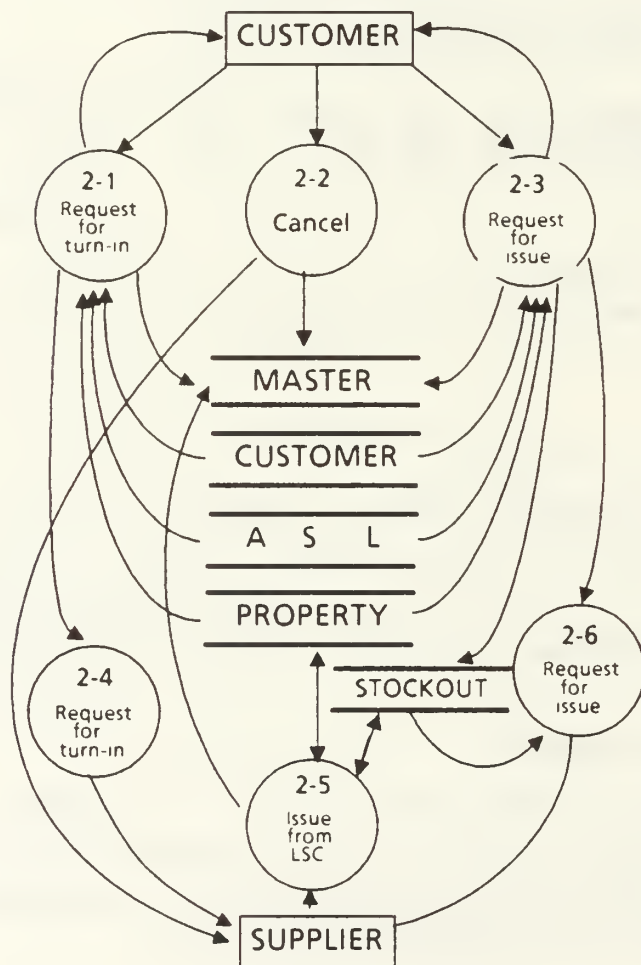 CUSTOMER
2-1
Request
for
turn-in
2-2
Cancel
2-3
Request
for
issue
MASTER
CUSTOMER
A S L
PROPERTY
2-4
Request
for
turn-in
STOCKOUT
2-6
Request
for
issue
2-5
Issue
from
LSC
SUPPLIER